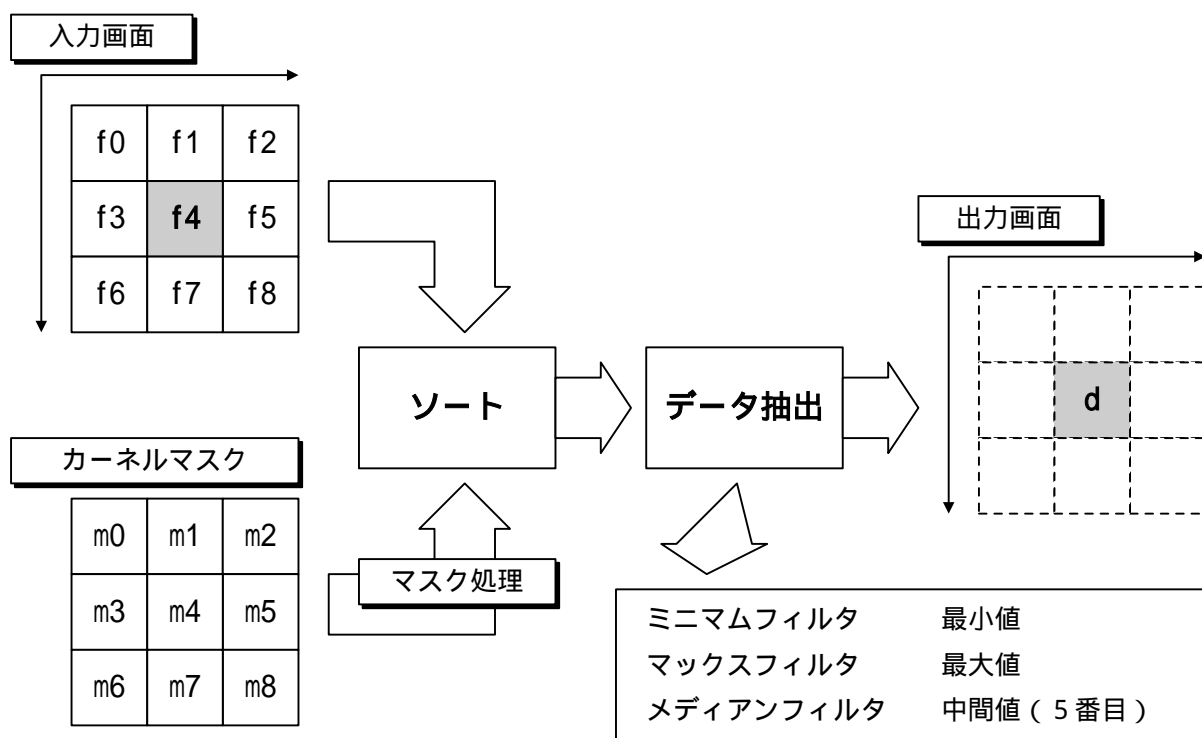 入力画面
f0 f1 f2
f3 f4 f5
f6 f7 f8
カーネルマスク
m0 m1 m2
m3 m4 m5
m6 m7 m8
マスク処理
ソート
データ抽出
出力画面
d
ミニマムフィルタ 最小値
マックスフィルタ 最大値
メディアンフィルタ 中間値（５番目）